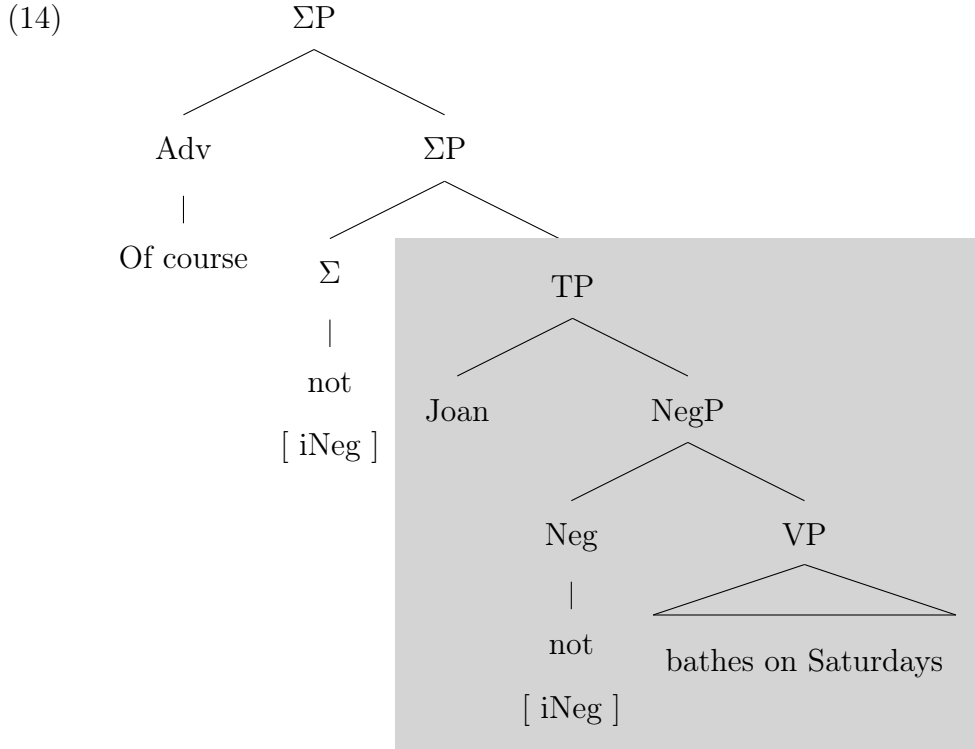 (14) ΣP
Adv ΣP
Of course Σ TP
not Joan NegP
[ iNeg ]
Neg VP
not bathes on Saturdays
[ iNeg ]